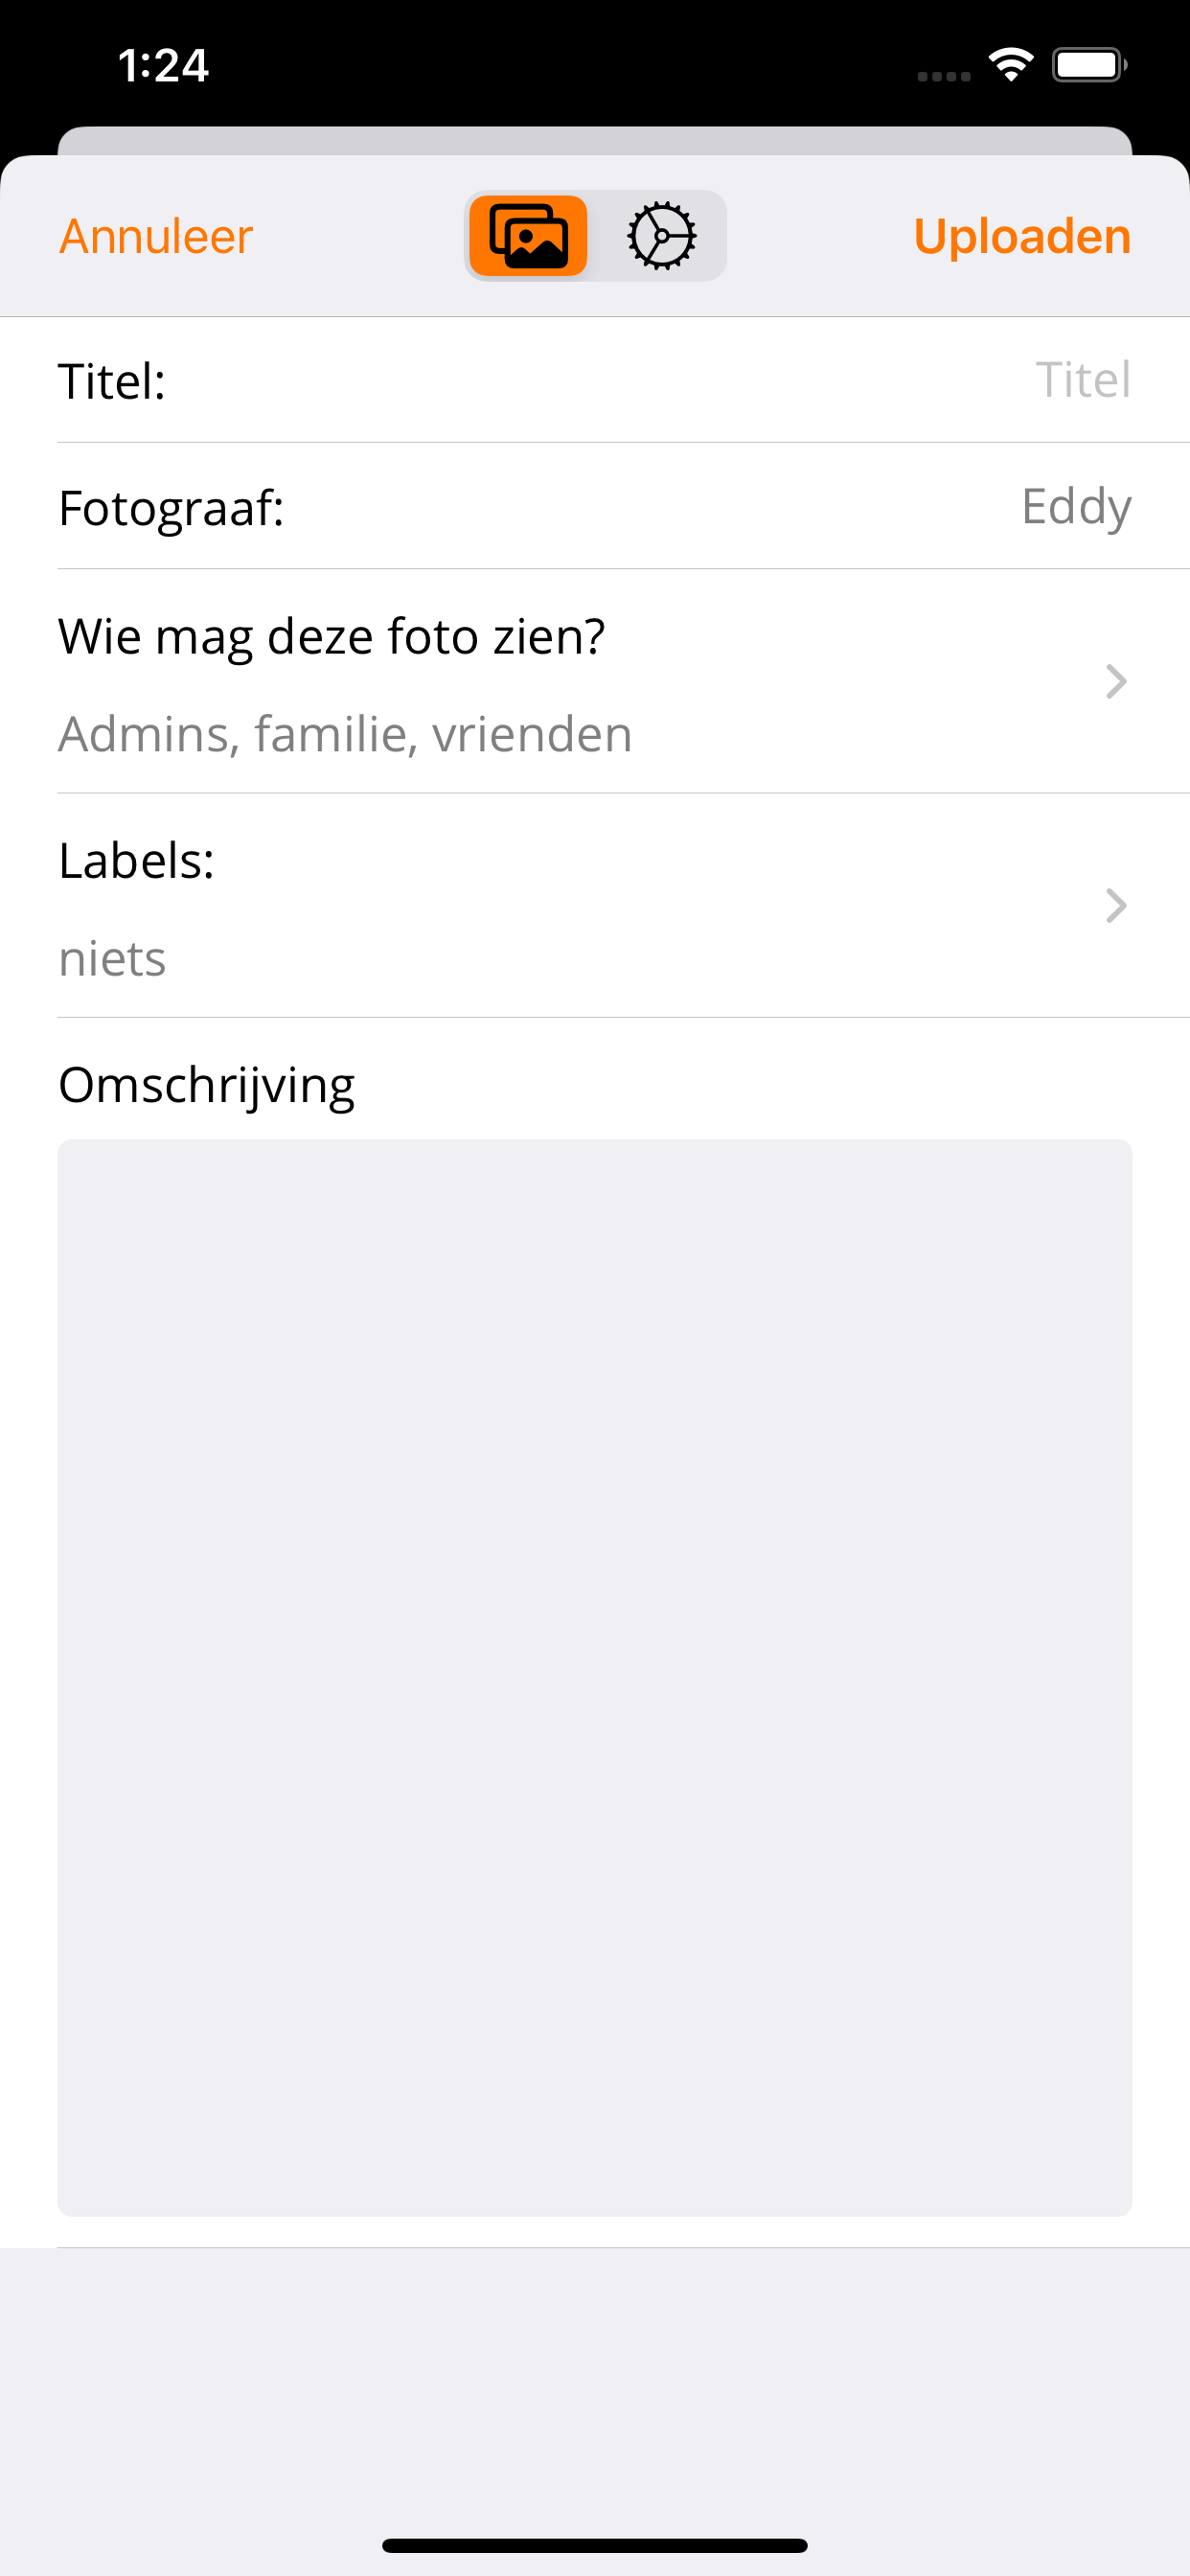 1:24
Annuleer
Uploaden
Titel:
Titel
Fotograaf:
Eddy
Wie mag deze foto zien?
Admins, familie, vrienden
Labels:
niets
Omschrijving